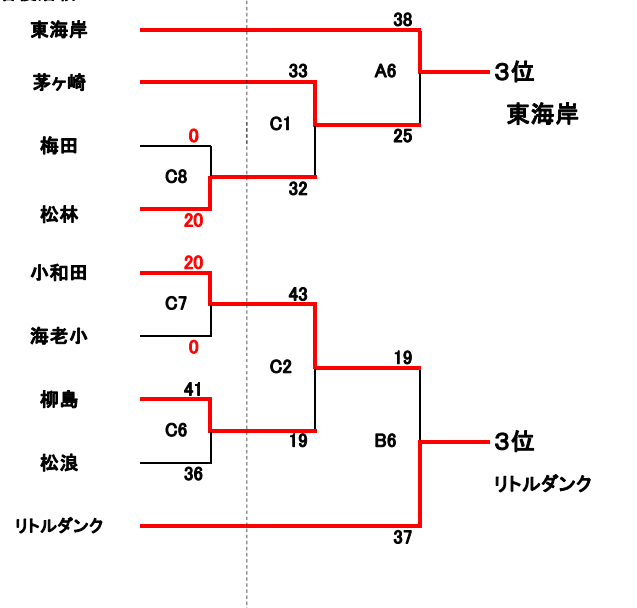 東海岸
38
A6
3位
茅ヶ崎
33
C1
東海岸
25
梅田
0
C8
32
松林
20
小和田
20
C7
43
海老小
0
C2
19
柳島
41
C6
19
B6
3位
松浪
36
リトルダンク
リトルダンク
37